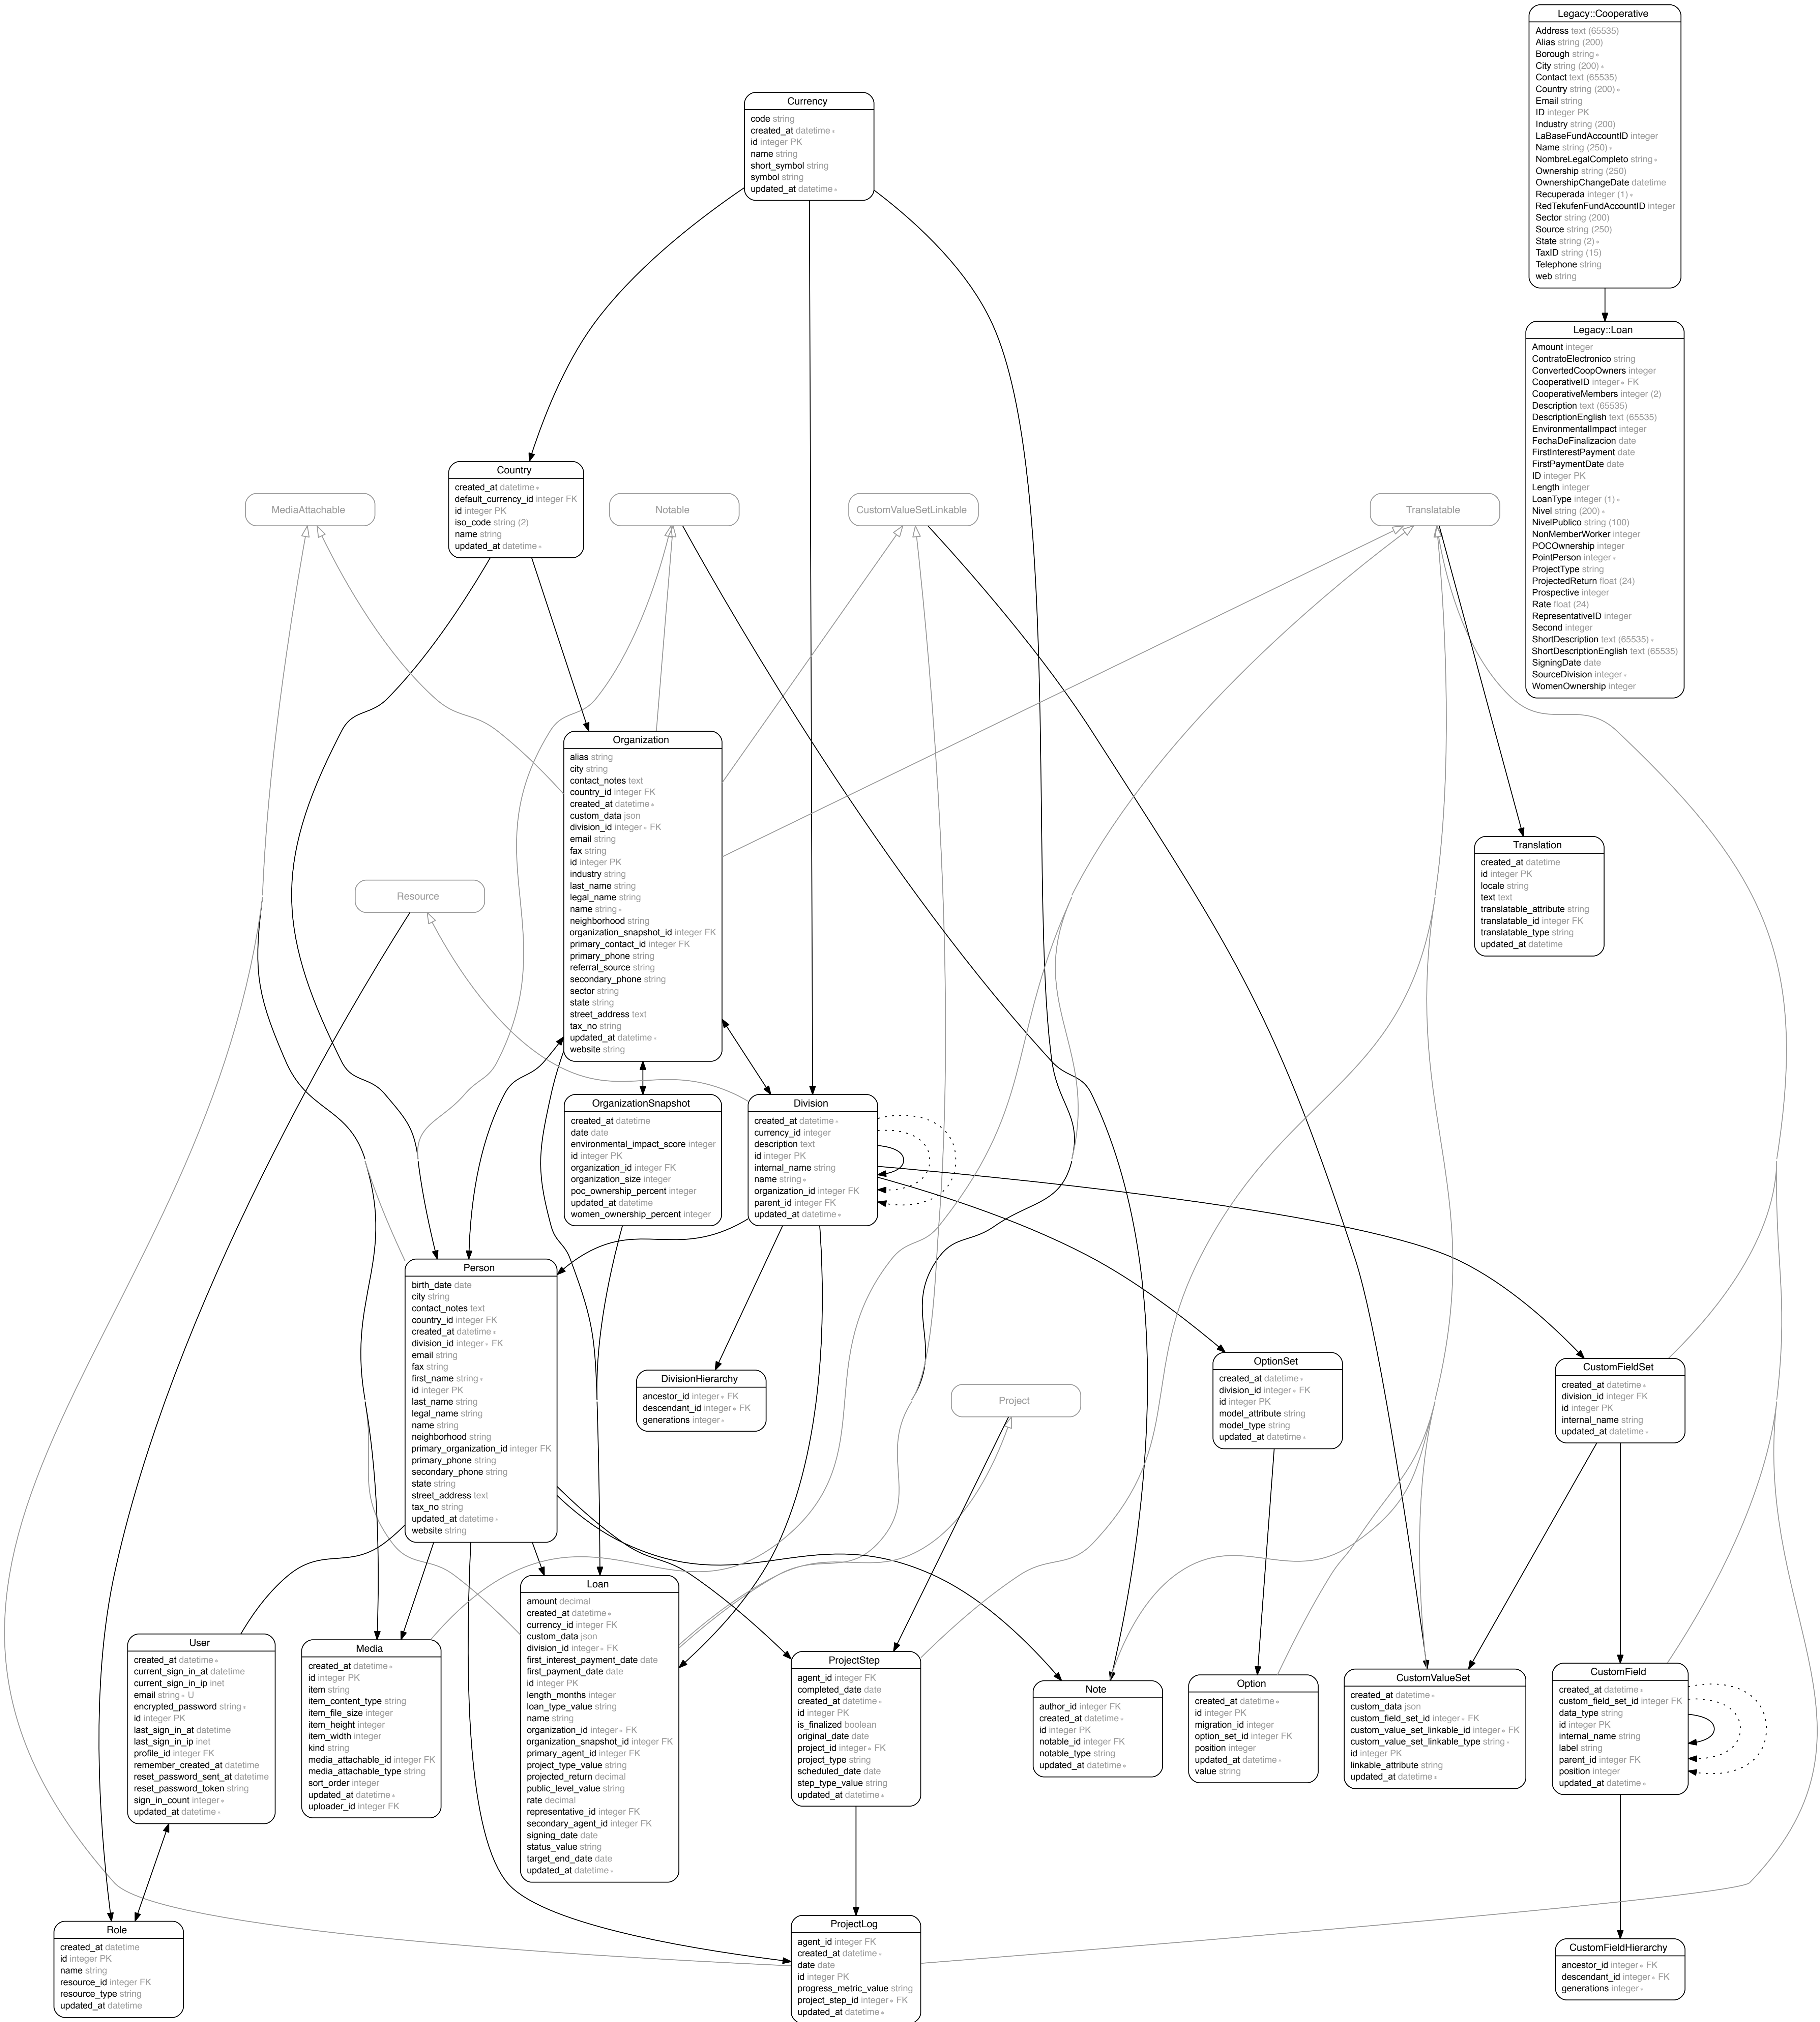 Legacy::Cooperative
Address text (65535)
Alias string (200)
Borough string∗
City string (200)∗
Contact text (65535)
Country string (200)∗
Email string
ID integer PK
Industry string (200)
LaBaseFundAccountID integer
Name string (250)∗
NombreLegalCompleto string∗
Ownership string (250)
OwnershipChangeDate datetime
Recuperada integer (1)∗
RedTekufenFundAccountID integer
Sector string (200)
Source string (250)
State string (2)∗
TaxID string (15)
Telephone string
web string
Currency
code string
created_at datetime∗
id integer PK
name string
short_symbol string
symbol string
updated_at datetime∗
Legacy::Loan
Amount integer
ContratoElectronico string
ConvertedCoopOwners integer
CooperativeID integer∗ FK
CooperativeMembers integer (2)
Description text (65535)
DescriptionEnglish text (65535)
EnvironmentalImpact integer
FechaDeFinalizacion date
FirstInterestPayment date
FirstPaymentDate date
ID integer PK
Length integer
LoanType integer (1)∗
Nivel string (200)∗
NivelPublico string (100)
NonMemberWorker integer
POCOwnership integer
PointPerson integer∗
ProjectType string
ProjectedReturn float (24)
Prospective integer
Rate float (24)
RepresentativeID integer
Second integer
ShortDescription text (65535)∗
ShortDescriptionEnglish text (65535)
SigningDate date
SourceDivision integer∗
WomenOwnership integer
Country
created_at datetime∗
default_currency_id integer FK
id integer PK
iso_code string (2)
name string
updated_at datetime∗
MediaAttachable
Notable
CustomValueSetLinkable
Translatable
Organization
alias string
city string
contact_notes text
country_id integer FK
created_at datetime∗
custom_data json
division_id integer∗ FK
email string
fax string
id integer PK
industry string
last_name string
legal_name string
name string∗
neighborhood string
organization_snapshot_id integer FK
primary_contact_id integer FK
primary_phone string
referral_source string
secondary_phone string
sector string
state string
street_address text
tax_no string
updated_at datetime∗
website string
Translation
created_at datetime
id integer PK
locale string
text text
translatable_attribute string
translatable_id integer FK
translatable_type string
updated_at datetime
Resource
OrganizationSnapshot
created_at datetime
date date
environmental_impact_score integer
id integer PK
organization_id integer FK
organization_size integer
poc_ownership_percent integer
updated_at datetime
women_ownership_percent integer
Division
created_at datetime∗
currency_id integer
description text
id integer PK
internal_name string
name string∗
organization_id integer FK
parent_id integer FK
updated_at datetime∗
Person
birth_date date
city string
contact_notes text
country_id integer FK
created_at datetime∗
division_id integer∗ FK
email string
fax string
first_name string∗
id integer PK
last_name string
legal_name string
name string
neighborhood string
primary_organization_id integer FK
primary_phone string
secondary_phone string
state string
street_address text
tax_no string
updated_at datetime∗
website string
DivisionHierarchy
ancestor_id integer∗ FK
descendant_id integer∗ FK
generations integer∗
Project
OptionSet
created_at datetime∗
division_id integer∗ FK
id integer PK
model_attribute string
model_type string
updated_at datetime∗
CustomFieldSet
created_at datetime∗
division_id integer FK
id integer PK
internal_name string
updated_at datetime∗
User
created_at datetime∗
current_sign_in_at datetime
current_sign_in_ip inet
email string∗ U
encrypted_password string∗
id integer PK
last_sign_in_at datetime
last_sign_in_ip inet
profile_id integer FK
remember_created_at datetime
reset_password_sent_at datetime
reset_password_token string
sign_in_count integer∗
updated_at datetime∗
Media
created_at datetime∗
id integer PK
item string
item_content_type string
item_file_size integer
item_height integer
item_width integer
kind string
media_attachable_id integer FK
media_attachable_type string
sort_order integer
updated_at datetime∗
uploader_id integer FK
Loan
amount decimal
created_at datetime∗
currency_id integer FK
custom_data json
division_id integer∗ FK
first_interest_payment_date date
first_payment_date date
id integer PK
length_months integer
loan_type_value string
name string
organization_id integer∗ FK
organization_snapshot_id integer FK
primary_agent_id integer FK
project_type_value string
projected_return decimal
public_level_value string
rate decimal
representative_id integer FK
secondary_agent_id integer FK
signing_date date
status_value string
target_end_date date
updated_at datetime∗
ProjectStep
agent_id integer FK
completed_date date
created_at datetime∗
id integer PK
is_finalized boolean
original_date date
project_id integer∗ FK
project_type string
scheduled_date date
step_type_value string
updated_at datetime∗
Note
author_id integer FK
created_at datetime∗
id integer PK
notable_id integer FK
notable_type string
updated_at datetime∗
Option
created_at datetime∗
id integer PK
migration_id integer
option_set_id integer FK
position integer
updated_at datetime∗
value string
CustomValueSet
created_at datetime∗
custom_data json
custom_field_set_id integer∗ FK
custom_value_set_linkable_id integer∗ FK
custom_value_set_linkable_type string∗
id integer PK
linkable_attribute string
updated_at datetime∗
CustomField
created_at datetime∗
custom_field_set_id integer FK
data_type string
id integer PK
internal_name string
label string
parent_id integer FK
position integer
updated_at datetime∗
Role
created_at datetime
id integer PK
name string
resource_id integer FK
resource_type string
updated_at datetime
ProjectLog
agent_id integer FK
created_at datetime∗
date date
id integer PK
progress_metric_value string
project_step_id integer∗ FK
updated_at datetime∗
CustomFieldHierarchy
ancestor_id integer∗ FK
descendant_id integer∗ FK
generations integer∗